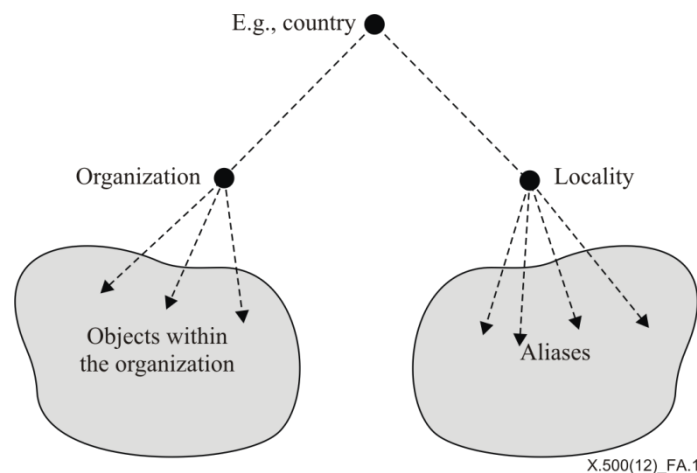 E.g., country
Organization
Locality
Objects within
the organization
Aliases
X.500(12)_FA.1